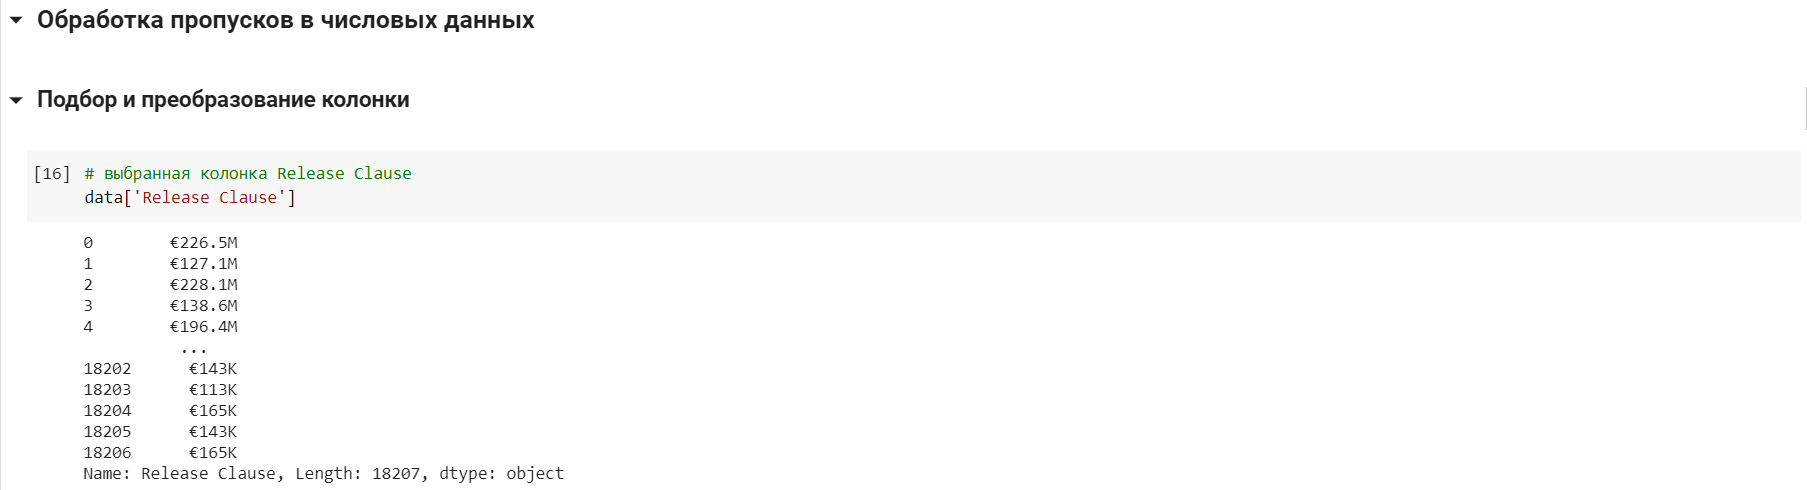 Обработка пропусков в числовых данных
Подбор и преобразование колонки
[16] # выбранная колонка Release Clause
data['Release Clause']
0 €226.5M
1 €127.1M
2 €228.1M
3 €138.6M
4 €196.4M
...
18202 €143K
18203 €113K
18204 €165K
18205 €143K
18206 €165K
Name: Release Clause, Length: 18207, dtype: object